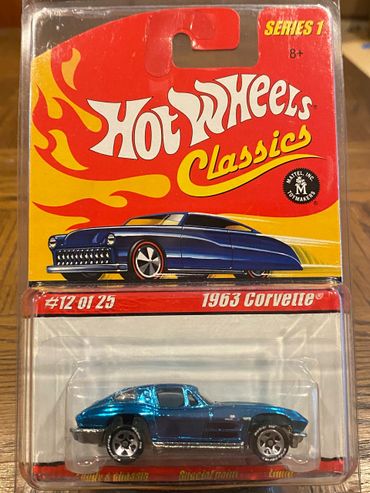 SERIES 1
8+
Hot Wheels
Classics
MATTEL, INC.
TOYMAKERS
#12 of 25
1963 Corvette®